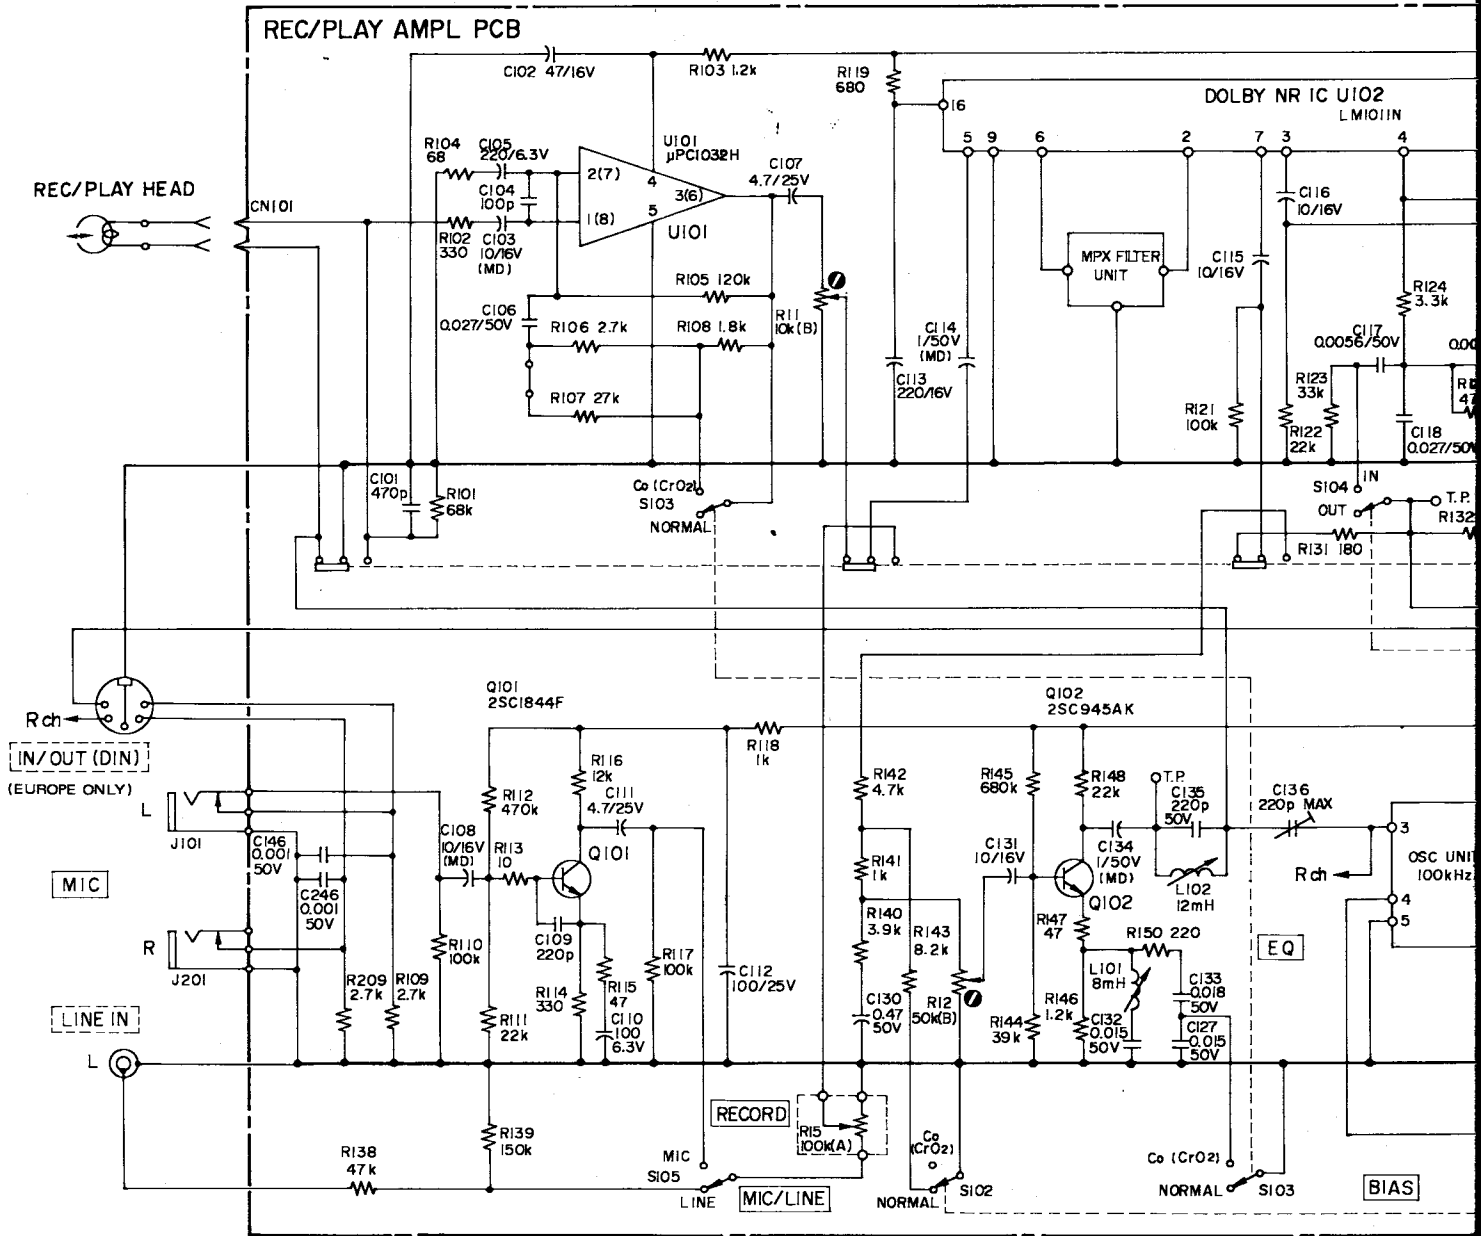 REC/PLAY AMPL PCB
C102 47/16V
R103 1.2k
R119
680
DOLBY NR IC U102
LM1011N
16
5
9
6
2
7
3
4
R104
68
C105
220/6.3V
U101
μPC1032H
C107
4.7/25V
2(7)
4
3(6)
1(8)
5
U101
C104
100p
REC/PLAY HEAD
CN101
R102
330
C103
10/16V
(MD)
C116
10/16V
MPX FILTER
UNIT
C115
10/16V
R105 120k
R124
3.3k
C106
0.027/50V
R106 2.7k
R108 1.8k
R11
10k(B)
C114
1/50V
(MD)
C117
0.0056/50V
0.00
C113
220/16V
R123
33k
R107 27k
R121
100k
R122
22k
C118
0.027/50V
47
C101
470p
R101
68k
Co (CrO2)
S103
NORMAL
IN
S104
OUT
T.P.
R132
R131 180
Q101
2SC1844F
Q102
2SC945AK
Rch
IN/OUT (DIN)
(EUROPE ONLY)
R118
1k
R116
12k
R112
470k
C111
4.7/25V
R142
4.7k
R145
680k
R148
22k
T.P.
C135
220p
50V
C136
220p MAX
L
J101
C146
0.001
50V
C108
10/16V
(MD)
R113
10
Q101
R141
1k
C131
10/16V
C134
1/50V
(MD)
3
OSC UNI
100kHz
L102
12mH
Rch
MIC
C246
0.001
50V
Q102
4
5
R
J201
R110
100k
C109
220p
R140
3.9k
R143
8.2k
R147
47
R150 220
EQ
R117
100k
C112
100/25V
L101
8mH
R209
2.7k
R109
2.7k
R114
330
R115
47
C110
100
6.3V
C130
0.47
50V
R12
50k(B)
R146
1.2k
C133
0.018
50V
LINE IN
R111
22k
R144
39k
C132
0.015
50V
C127
0.015
50V
L
RECORD
R15
100k(A)
R139
150k
R138
47k
MIC
S105
LINE
MIC/LINE
Co
(CrO2)
NORMAL
S102
Co (CrO2)
NORMAL
S103
BIAS